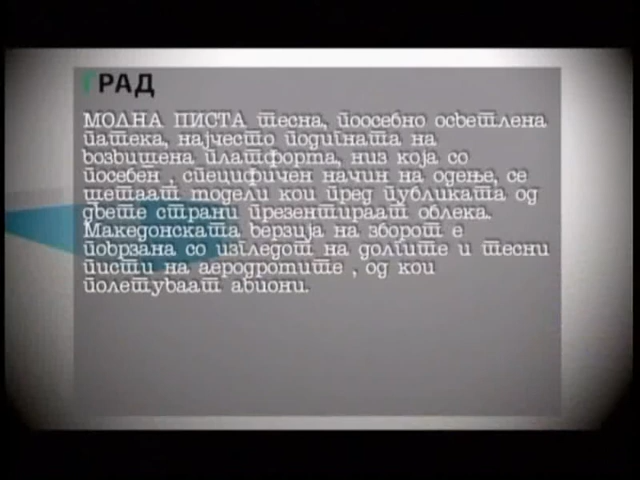 ГРАД
МОДНА ПИСТА тесна, поосебно осветлена
патека, најчесто подигната на
возвишена платформа, низ која со
посебен , специфичен начин на одење, се
шетаат модели кои пред публиката од
двете страни презентираат облека.
Македонската верзија на зборот е
поврзана со изгледот на долгите и тесни
писти на аеродромите , од кои
полетуваат авиони.